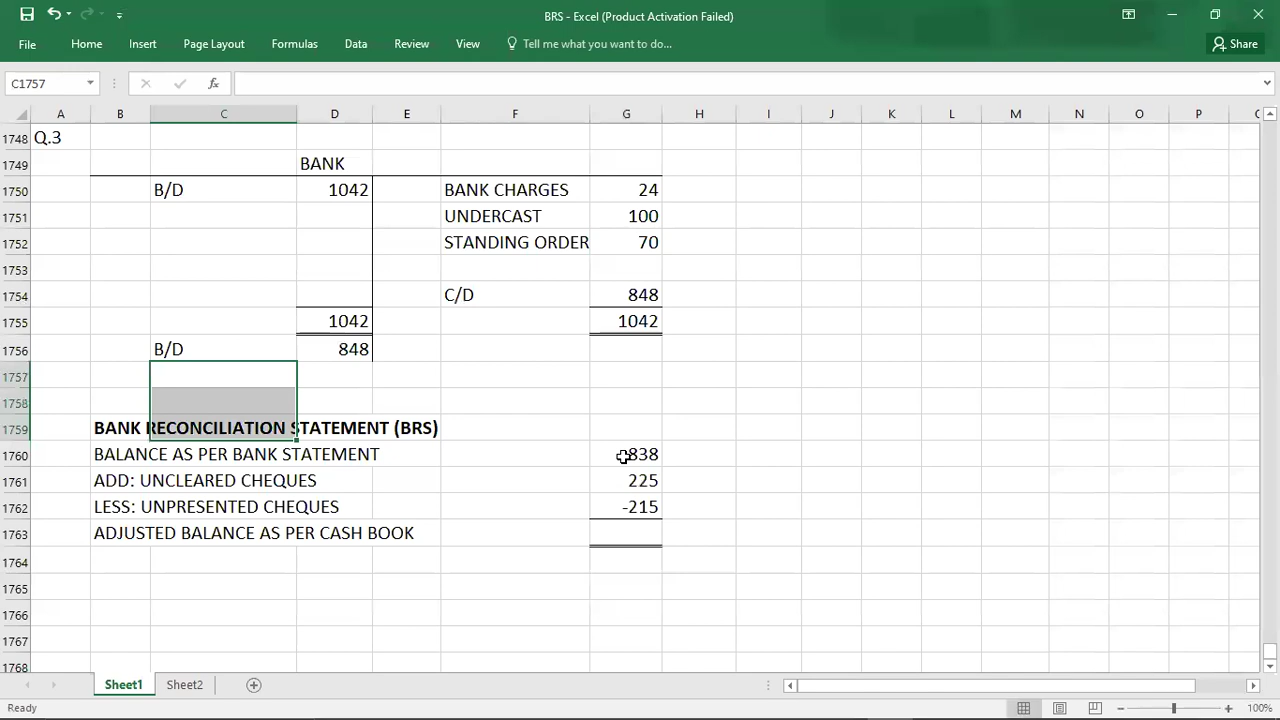 BRS - Excel (Product Activation Failed)
File Home Insert Page Layout Formulas Data Review View Tell me what you want to do... Share
C1757 fx
A B C D E F G H I J K L M N O P
1748 Q.3
1749 BANK
1750 B/D 1042 BANK CHARGES 24
1751 UNDERCAST 100
1752 STANDING ORDER 70
1753
1754 C/D 848
1755 1042 1042
1756 B/D 848
1757
1758
1759 BANK RECONCILIATION STATEMENT (BRS)
1760 BALANCE AS PER BANK STATEMENT 838
1761 ADD: UNCLEARED CHEQUES 225
1762 LESS: UNPRESENTED CHEQUES -215
1763 ADJUSTED BALANCE AS PER CASH BOOK
1764
1765
1766
1767
1768
Sheet1 Sheet2
Ready 100%